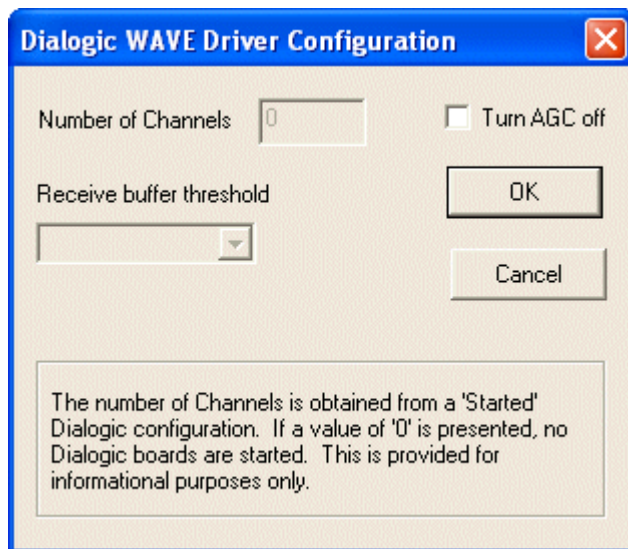 Dialogic WAVE Driver Configuration
Number of Channels 0 Turn AGC off
Receive buffer threshold
OK
Cancel
The number of Channels is obtained from a 'Started'
Dialogic configuration. If a value of '0' is presented, no
Dialogic boards are started. This is provided for
informational purposes only.